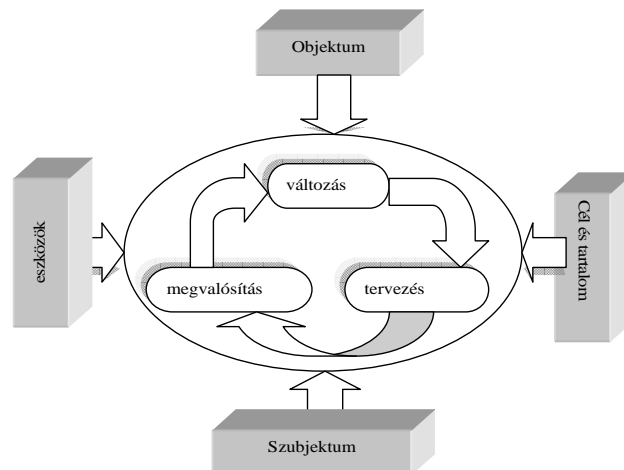 Objektum
változás
eszközök
Cél és tartalom
megvalósítás
tervezés
Szubjektum